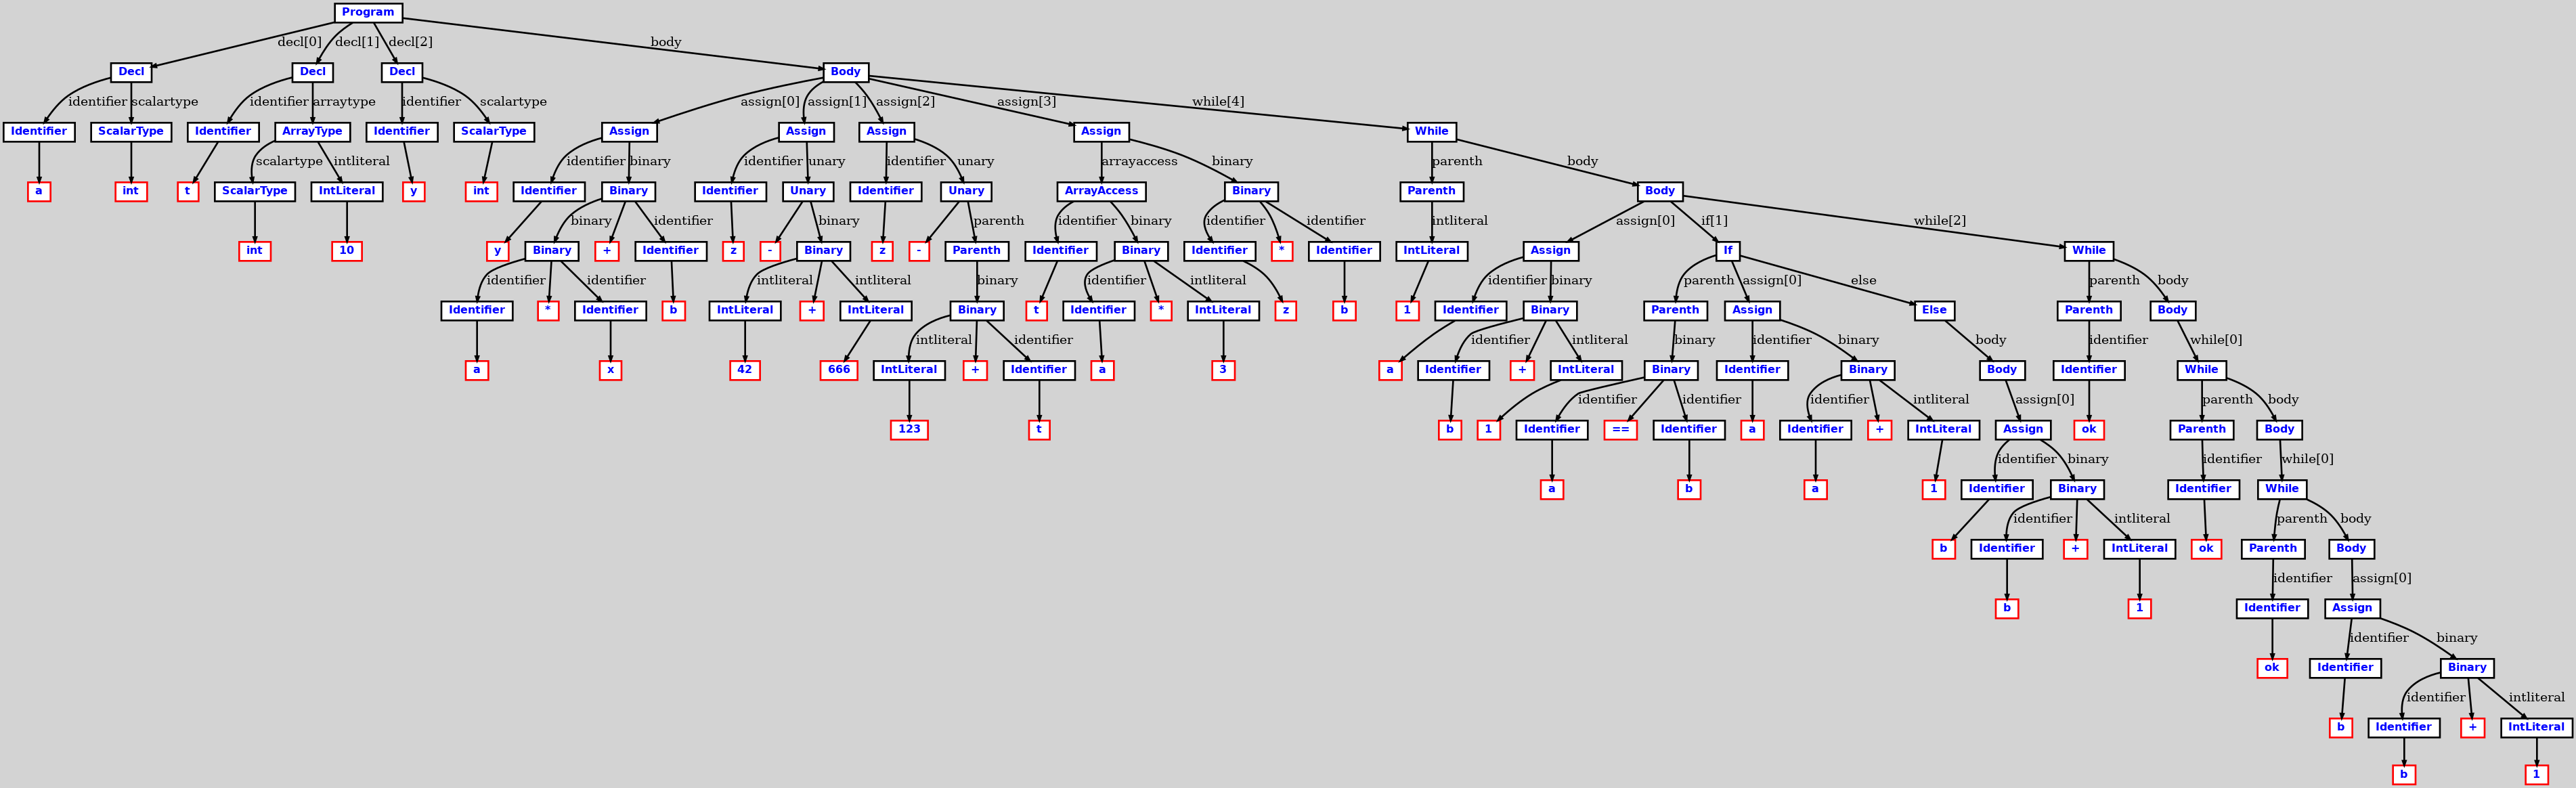 Program
decl[0] decl[1] decl[2] body
Decl Decl Decl Body
identifier scalartype identifier arraytype identifier scalartype assign[0] assign[1] assign[2] assign[3] while[4]
Identifier ScalarType Identifier ArrayType Identifier ScalarType Assign Assign Assign Assign While
scalartype intliteral identifier binary identifier unary identifier unary arrayaccess binary parenth body
a int t ScalarType IntLiteral y int Identifier Binary Identifier Unary Identifier Unary ArrayAccess Binary Parenth Body
binary identifier binary parenth identifier binary identifier identifier intliteral assign[0] if[1] while[2]
int 10 y Binary + Identifier z - Binary z - Parenth Identifier Binary Identifier * Identifier IntLiteral Assign If While
identifier identifier intliteral intliteral binary identifier intliteral identifier binary parenth assign[0] else parenth body
Identifier * Identifier b IntLiteral + IntLiteral Binary t Identifier * IntLiteral z b 1 Identifier Binary Parenth Assign Else Parenth Body
intliteral identifier identifier intliteral binary identifier binary body identifier while[0]
a x 42 666 IntLiteral + Identifier a 3 a Identifier + IntLiteral Binary Identifier Binary Body Identifier While
identifier identifier identifier intliteral assign[0] parenth body
123 t b 1 Identifier == Identifier a Identifier + IntLiteral Assign ok Parenth Body
identifier binary identifier while[0]
a b a 1 Identifier Binary Identifier While
identifier intliteral parenth body
b Identifier + IntLiteral ok Parenth Body
identifier assign[0]
b 1 Identifier Assign
identifier binary
ok Identifier Binary
identifier intliteral
b Identifier + IntLiteral
b 1